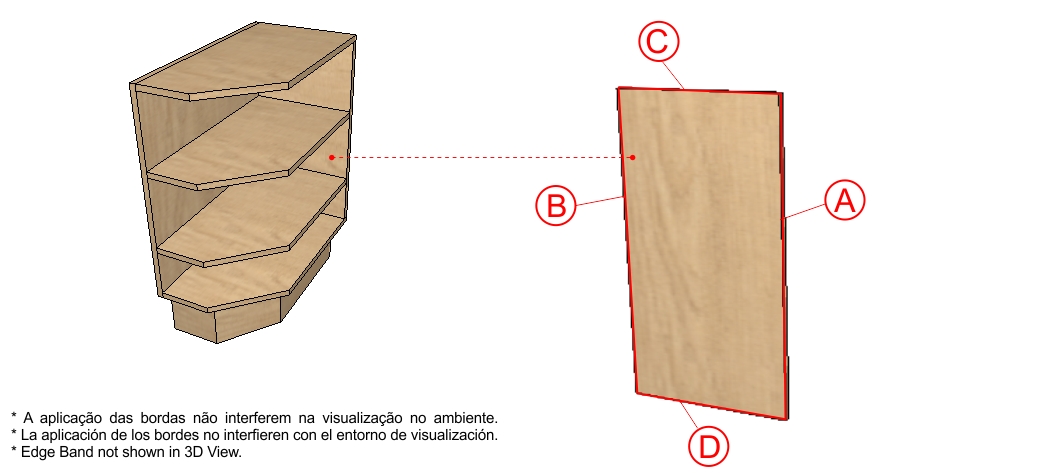 C
B
A
D
* A aplicação das bordas não interferem na visualização no ambiente.
* La aplicación de los bordes no interfieren con el entorno de visualización.
* Edge Band not shown in 3D View.